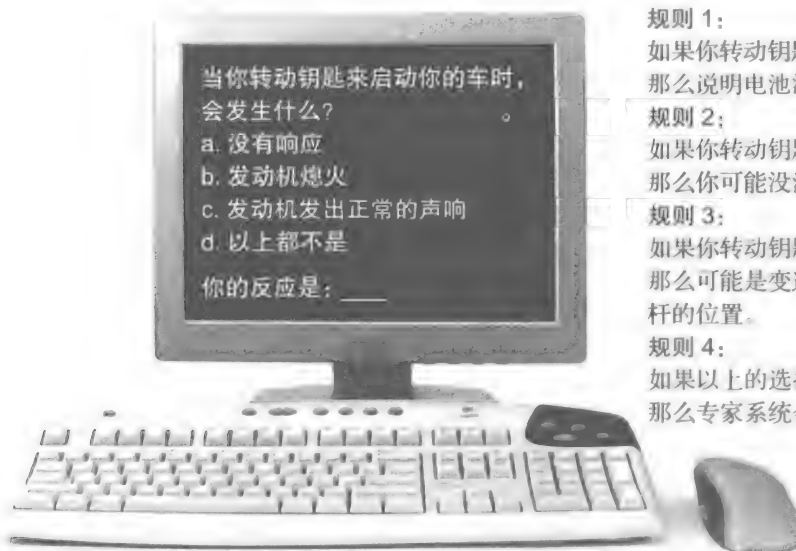 当你转动钥匙来启动你的车时，
会发生什么？ 。
a. 没有响应
b. 发动机熄火
c. 发动机发出正常的声响
d. 以上都不是
你的反应是：____
规则 1：
如果你转动钥
那么说明电池
规则 2：
如果你转动钥
那么你可能没
规则 3：
如果你转动钥
那么可能是变
杆的位置。
规则 4：
如果以上的选
那么专家系统